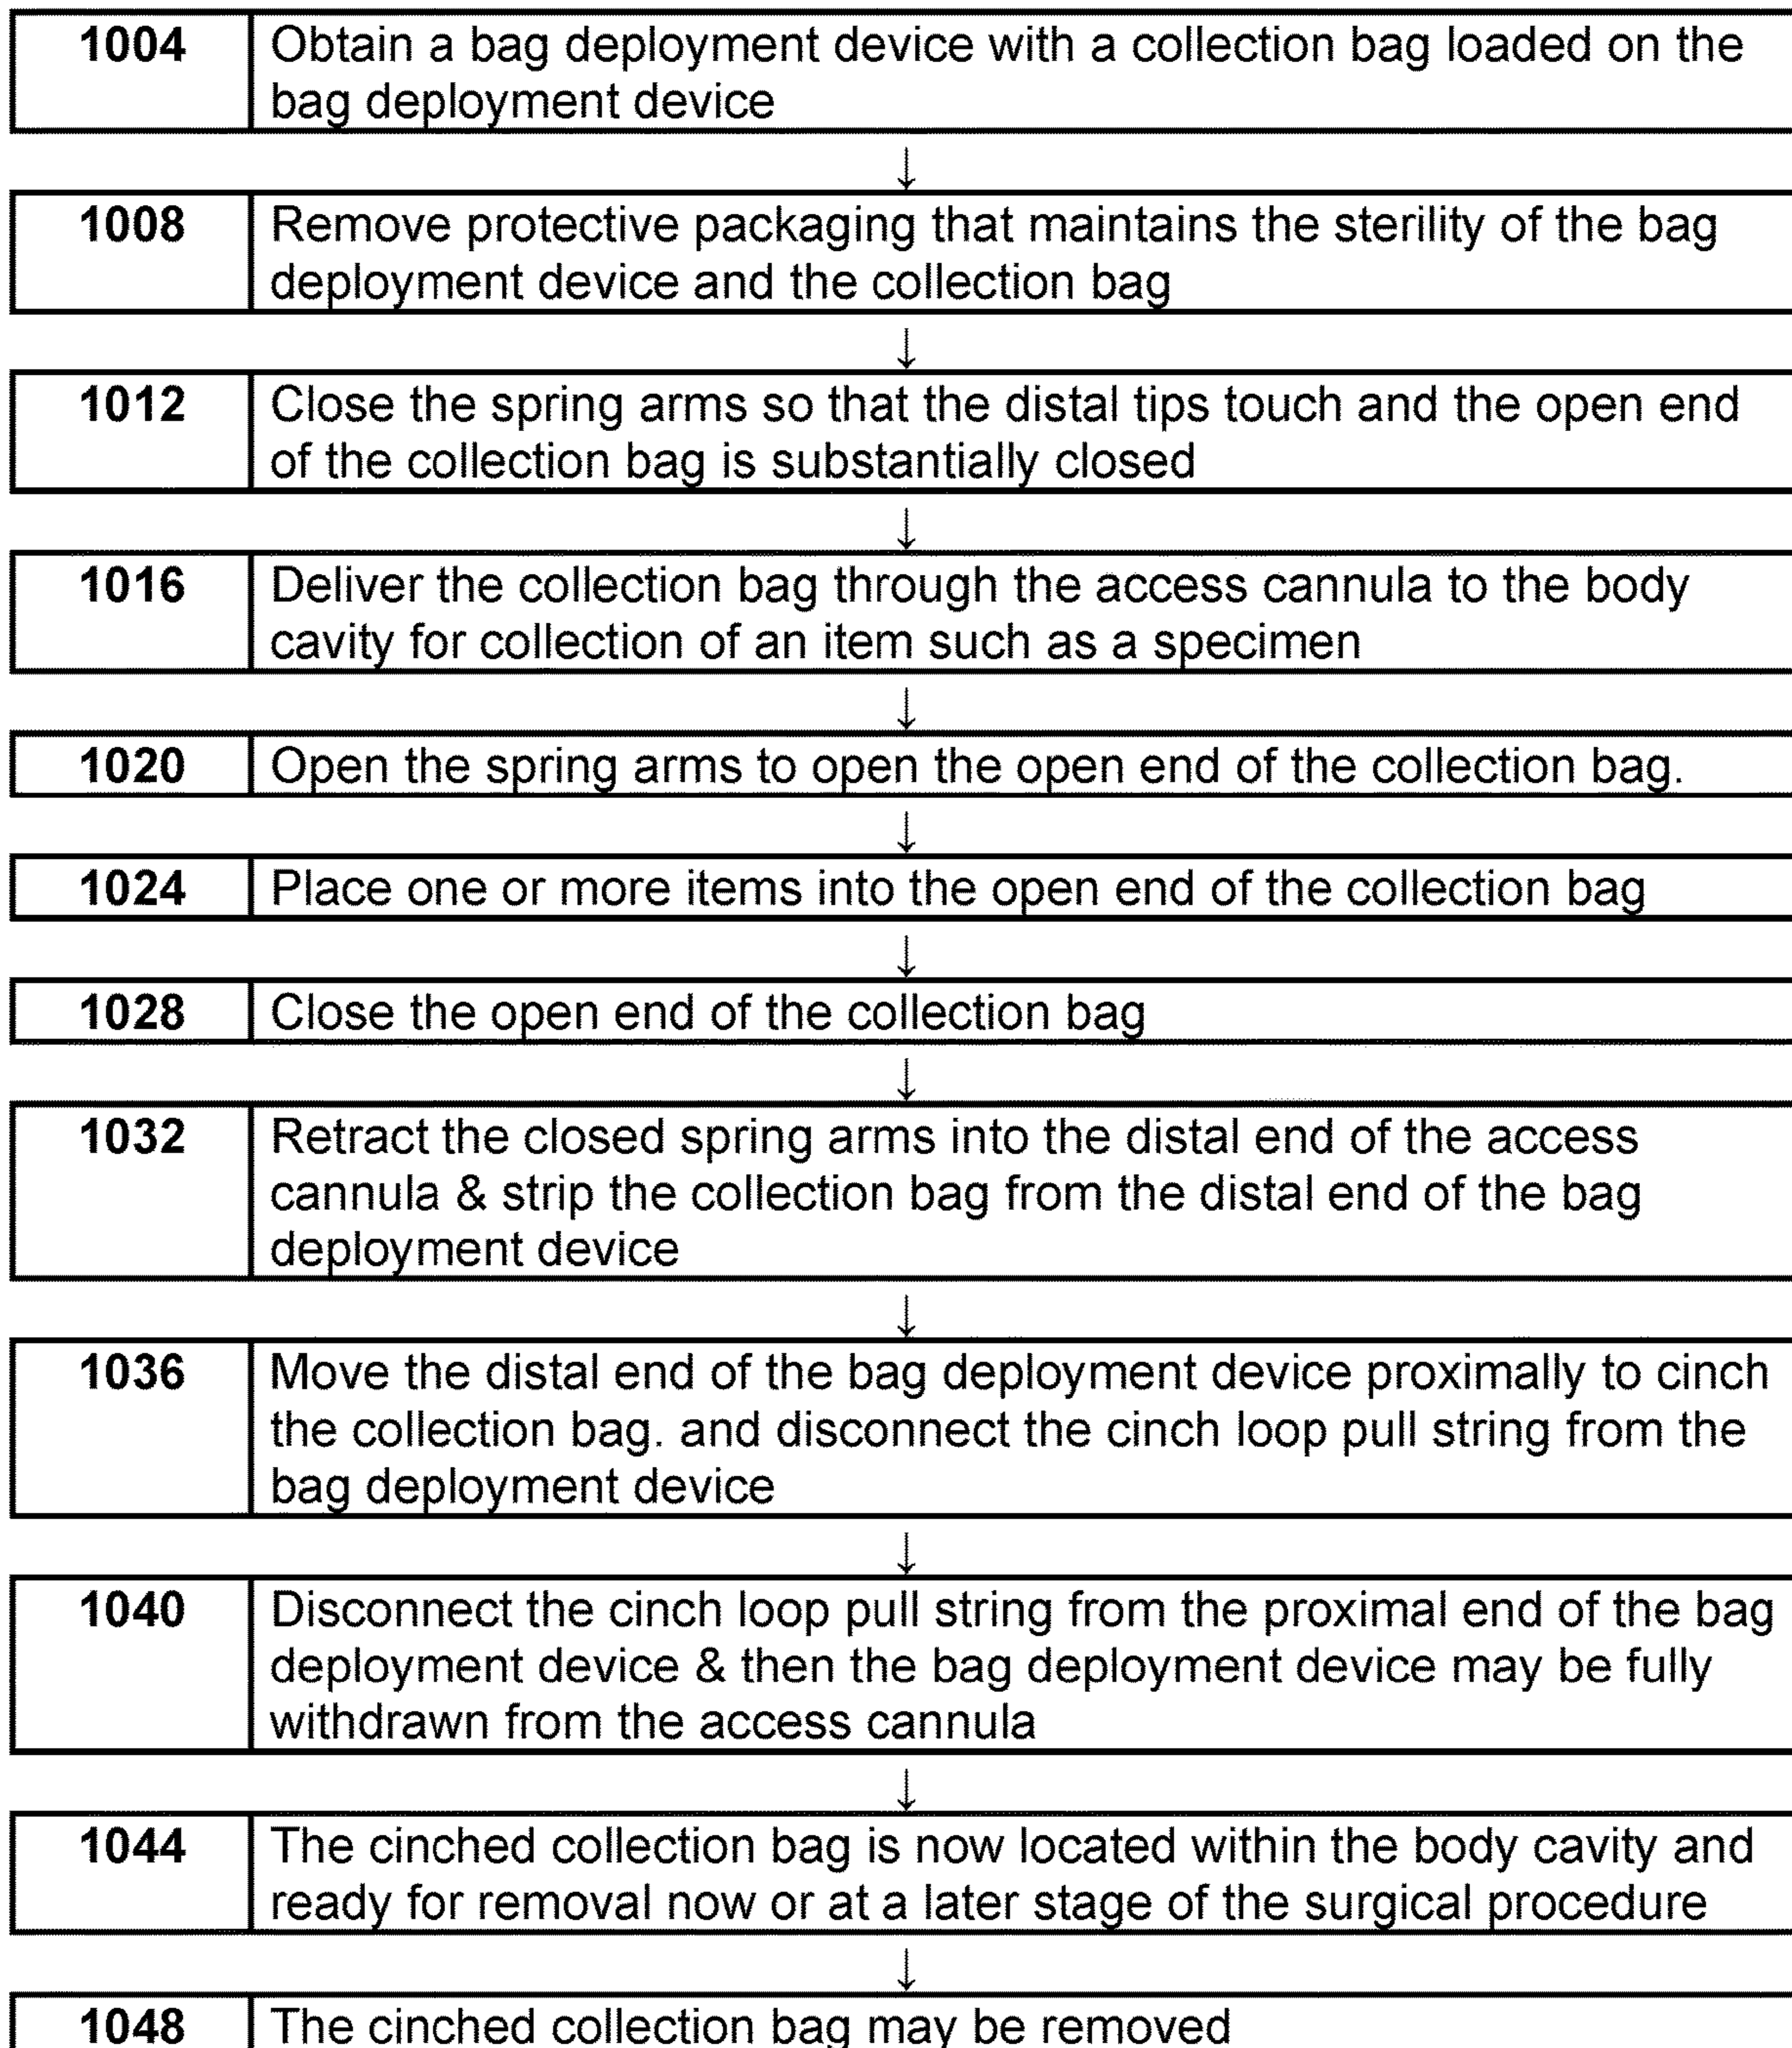 1004 Obtain a bag deployment device with a collection bag loaded on the
bag deployment device
↓
1008 Remove protective packaging that maintains the sterility of the bag
deployment device and the collection bag
↓
1012 Close the spring arms so that the distal tips touch and the open end
of the collection bag is substantially closed
↓
1016 Deliver the collection bag through the access cannula to the body
cavity for collection of an item such as a specimen
↓
1020 Open the spring arms to open the open end of the collection bag.
↓
1024 Place one or more items into the open end of the collection bag
↓
1028 Close the open end of the collection bag
↓
1032 Retract the closed spring arms into the distal end of the access
cannula & strip the collection bag from the distal end of the bag
deployment device
↓
1036 Move the distal end of the bag deployment device proximally to cinch
the collection bag. and disconnect the cinch loop pull string from the
bag deployment device
↓
1040 Disconnect the cinch loop pull string from the proximal end of the bag
deployment device & then the bag deployment device may be fully
withdrawn from the access cannula
↓
1044 The cinched collection bag is now located within the body cavity and
ready for removal now or at a later stage of the surgical procedure
↓
1048 The cinched collection bag may be removed